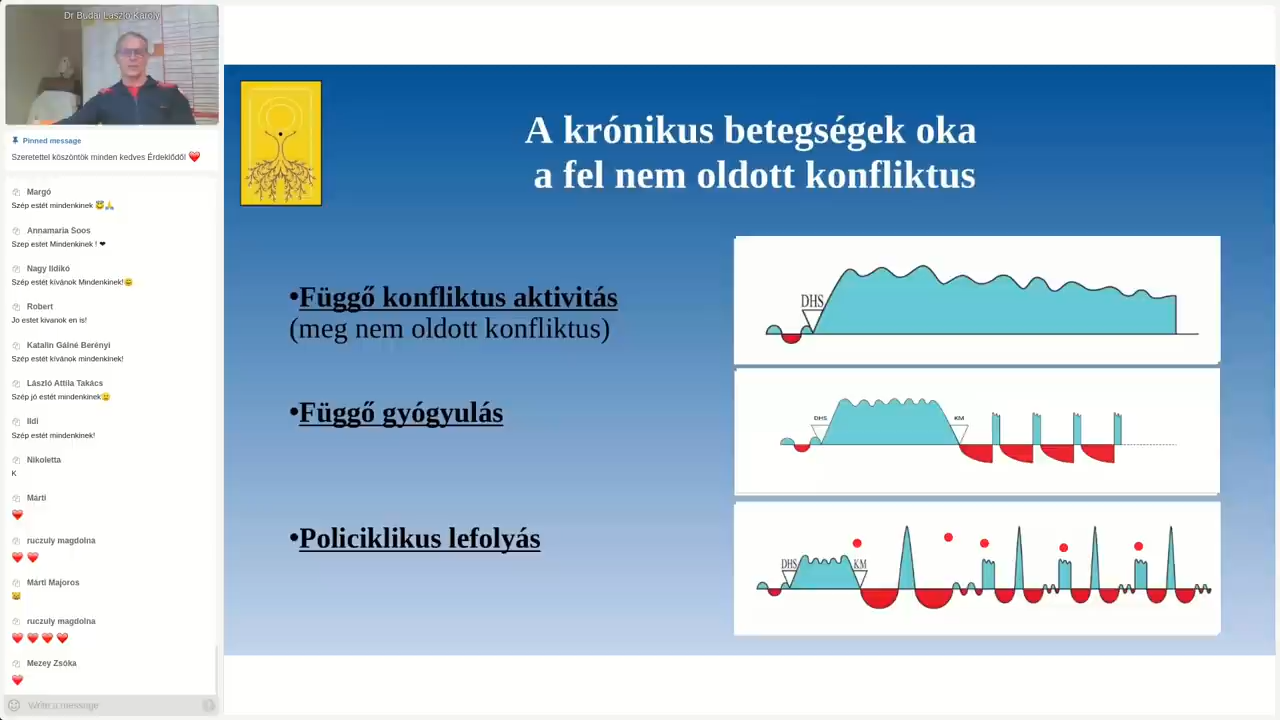 Dr Budai László Károly
Pinned message
Szeretettel köszöntök minden kedves Érdeklődőt ❤️
Margó
Szép estét mindenkinek 😇🙏
Annamaria Soos
Szep estet Mindenkinek ! ❤
Nagy Ildikó
Szép estét kívánok Mindenkinek!😊
Robert
Jo estet kivanok en is!
Katalin Gálné Berényi
Szép estét kívánok mindenkinek!
László Attila Takács
Szép jó estét mindenkinek🙂
Ildi
Szép estét mindenkinek!
Nikoletta
K
Márti
❤️
ruczuly magdolna
❤️ ❤️
Márti Majoros
😸
ruczuly magdolna
❤️ ❤️ ❤️ ❤️
Mezey Zsóka
❤️
Write a message
A krónikus betegségek oka
a fel nem oldott konfliktus
•Függő konfliktus aktivitás
(meg nem oldott konfliktus)
DHS
•Függő gyógyulás
DHS KM
•Policiklikus lefolyás
DHS KM